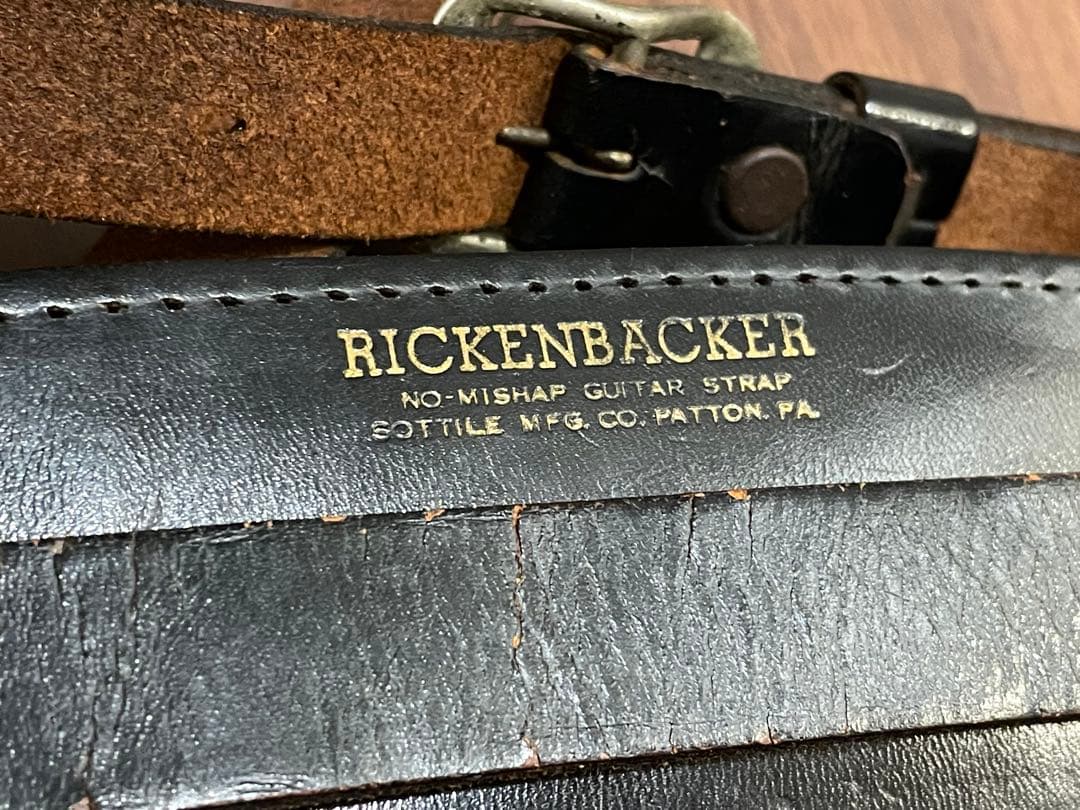 RICKENBACKER
NO-MISHAP GUITAR STRAP
SOTTILE MFG. CO. PATTON. PA.